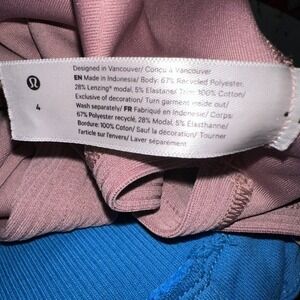 4
Designed in Vancouver/ Conçu à Vancouver
EN Made in Indonesia/ Body: 67% Recycled Polyester,
28% Lenzing® modal, 5% Elastane/ Trim: 100% Cotton/
Exclusive of decoration/ Turn garment inside out/
Wash separately/ FR Fabriqué en Indonésie/ Corps:
67% Polyester recyclé, 28% Modal, 5% Élasthanne/
Bordure: 100% Coton/ Sauf la décoration/ Tourner
l'article sur l'envers/ Laver séparément